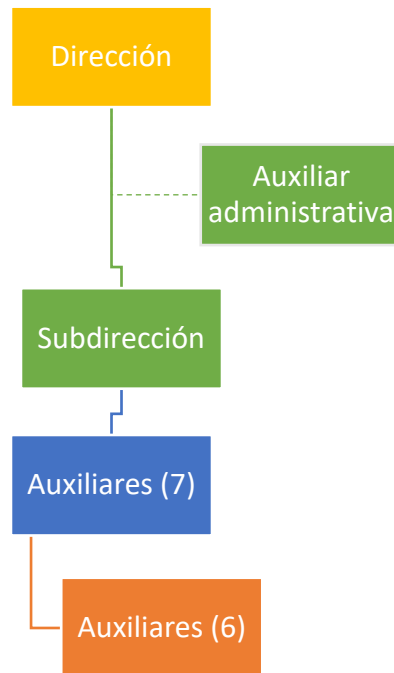 Dirección
Auxiliar
administrativa
Subdirección
Auxiliares (7)
Auxiliares (6)